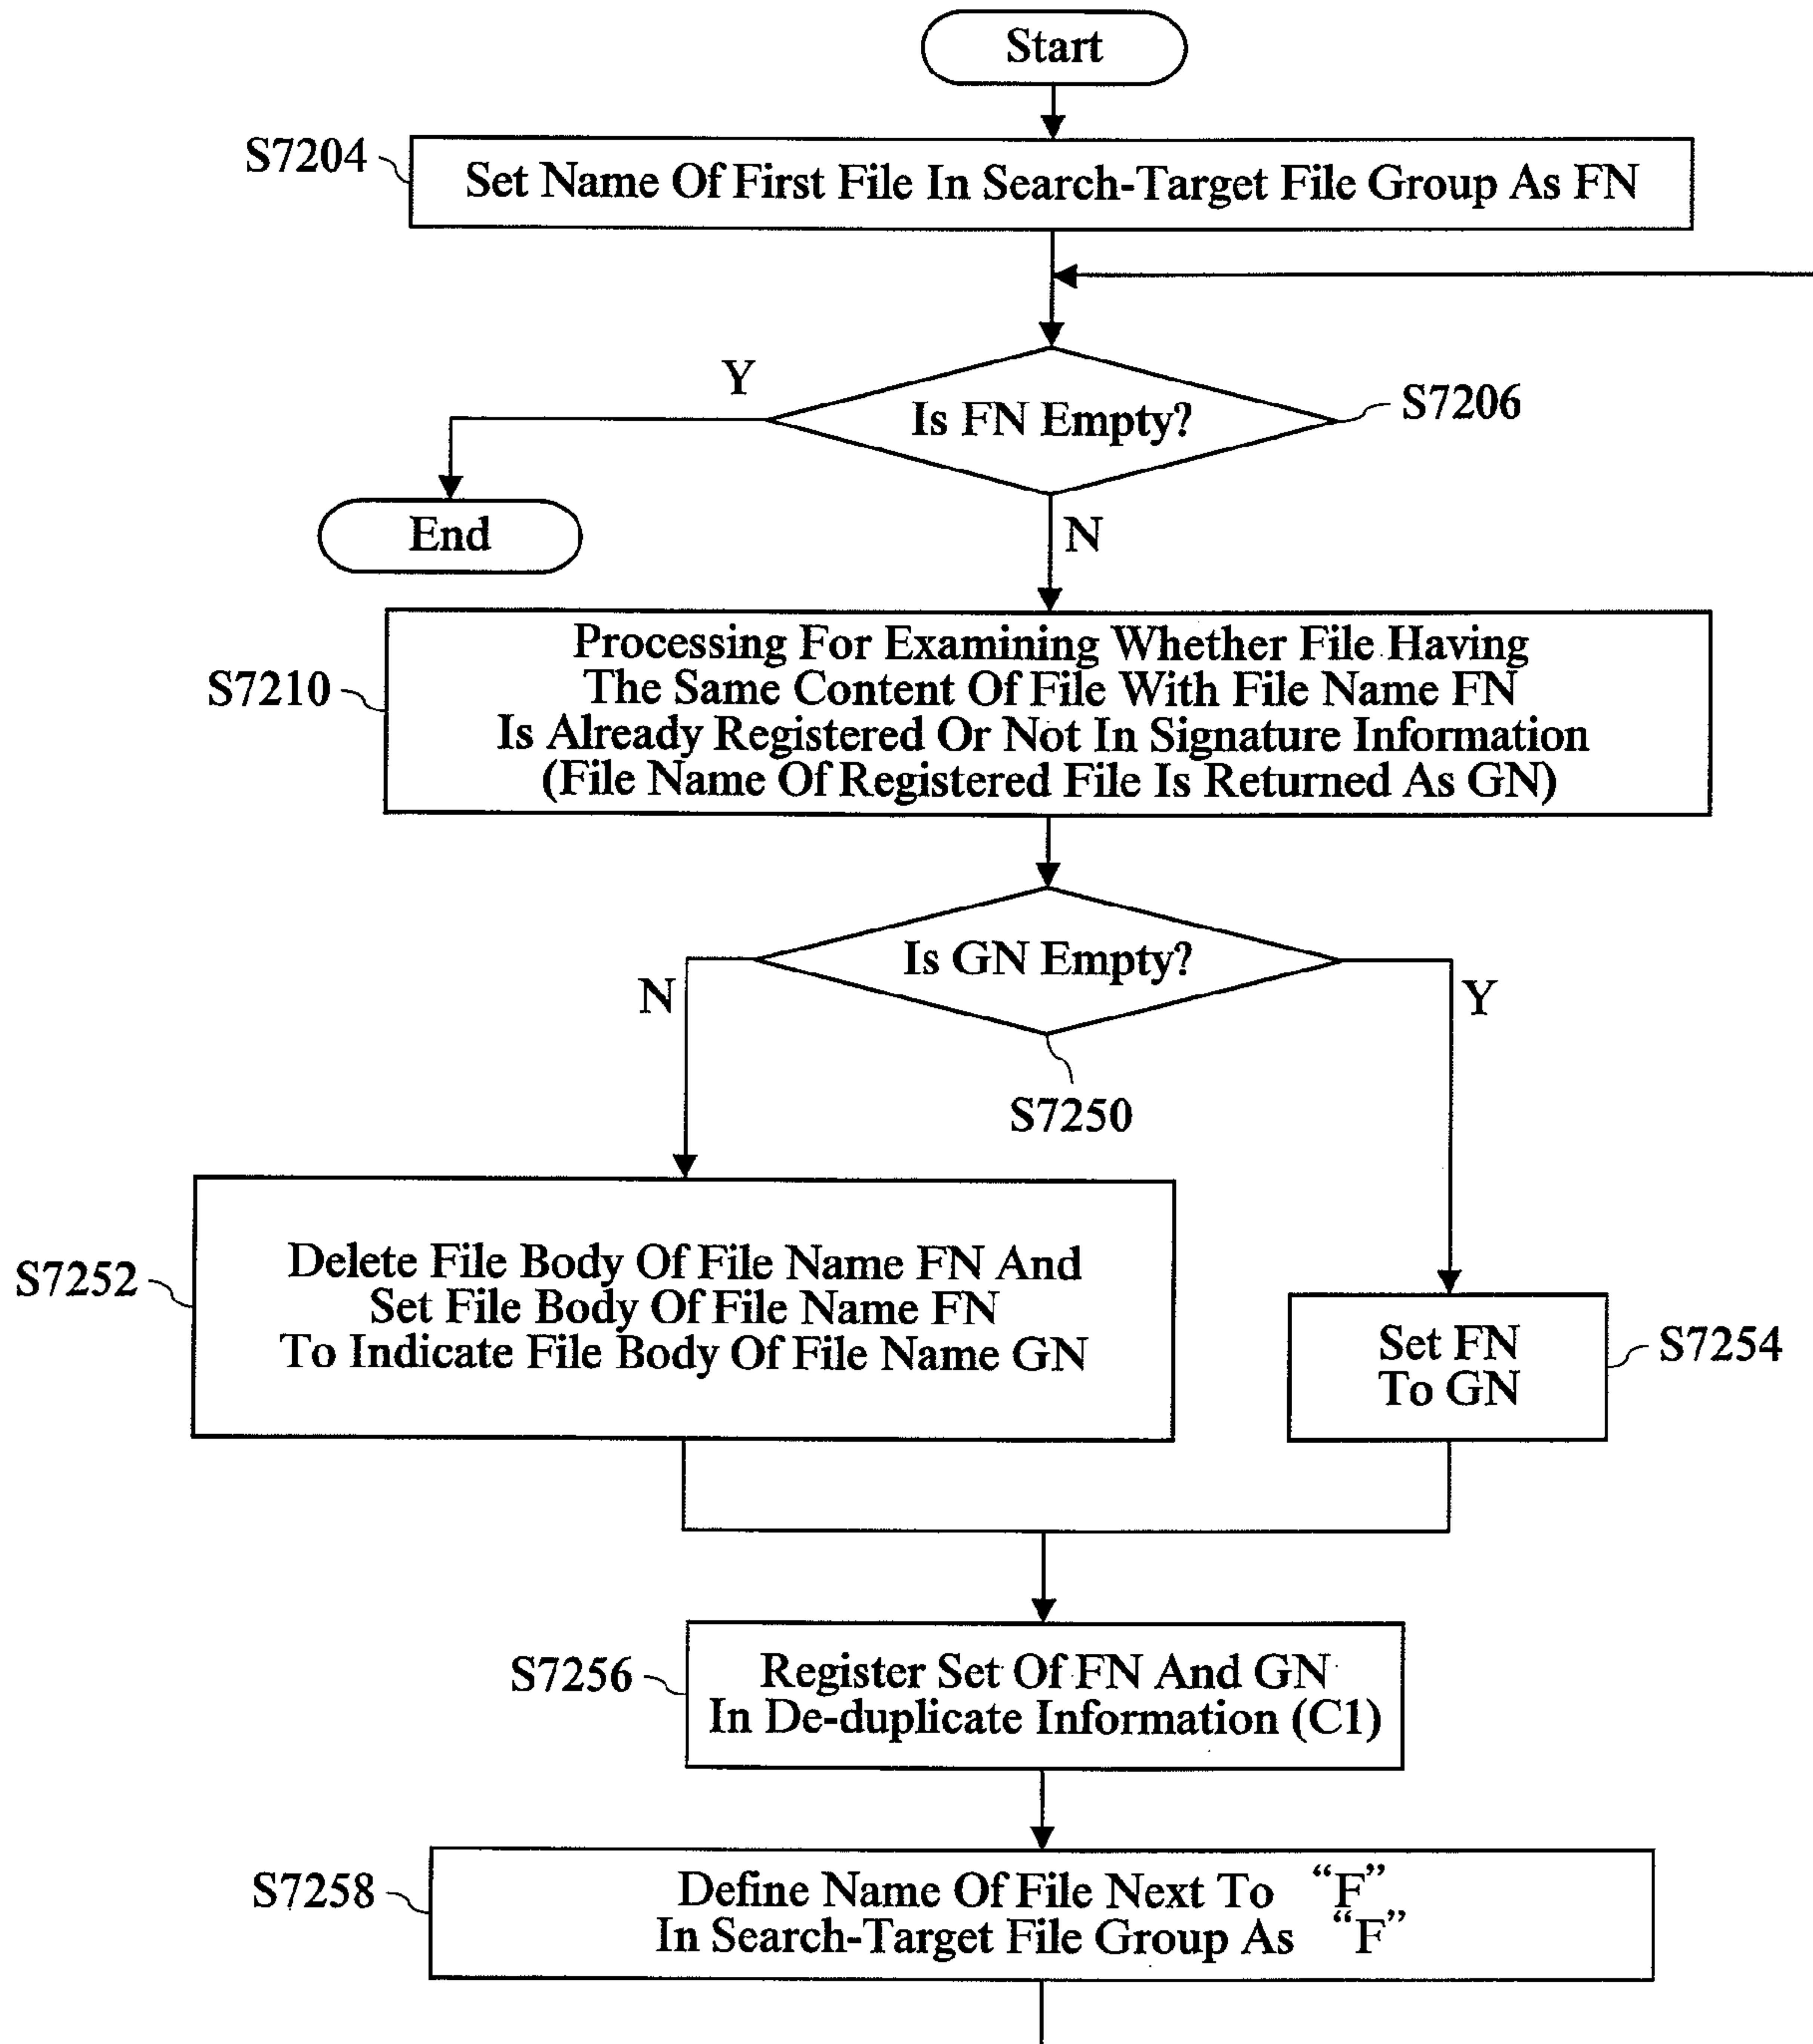 Start
S7204
Set Name Of First File In Search-Target File Group As FN
Y
Is FN Empty?
S7206
End
N
S7210
Processing For Examining Whether File Having
The Same Content Of File With File Name FN
Is Already Registered Or Not In Signature Information
(File Name Of Registered File Is Returned As GN)
Is GN Empty?
N
Y
S7250
S7252
Delete File Body Of File Name FN And
Set File Body Of File Name FN
To Indicate File Body Of File Name GN
Set FN
To GN
S7254
S7256
Register Set Of FN And GN
In De-duplicate Information (C1)
S7258
Define Name Of File Next To “F”
In Search-Target File Group As “F”